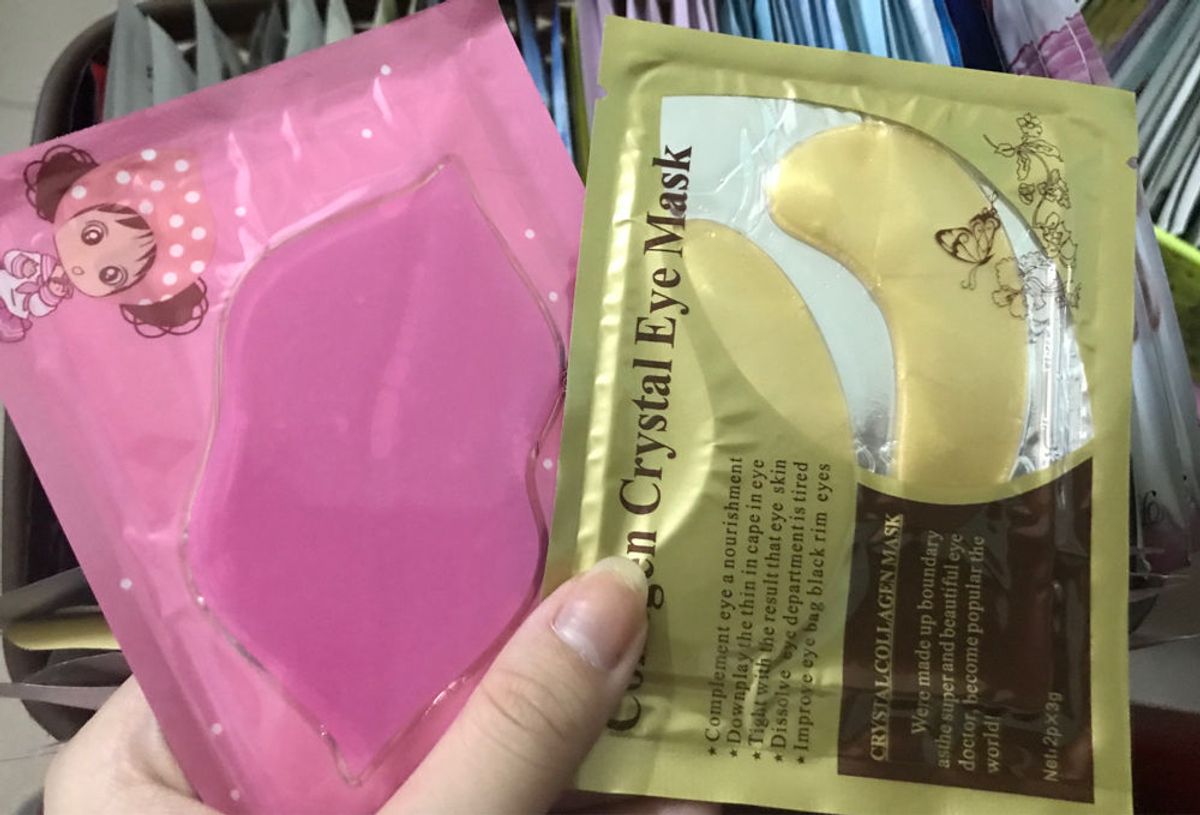 Crystal Eye Mask
★Complement eye a nourishment
★Downplay the thin in cape in eye
★Tight with the result that eye skin
★Dissolve eye department is tired
★Improve eye bag black rim eyes
CRYSTAL COLLAGEN MASK
Were made up boundary
asthe super and beautiful eye
doctor, become popular the
world!
Net:2pX3g